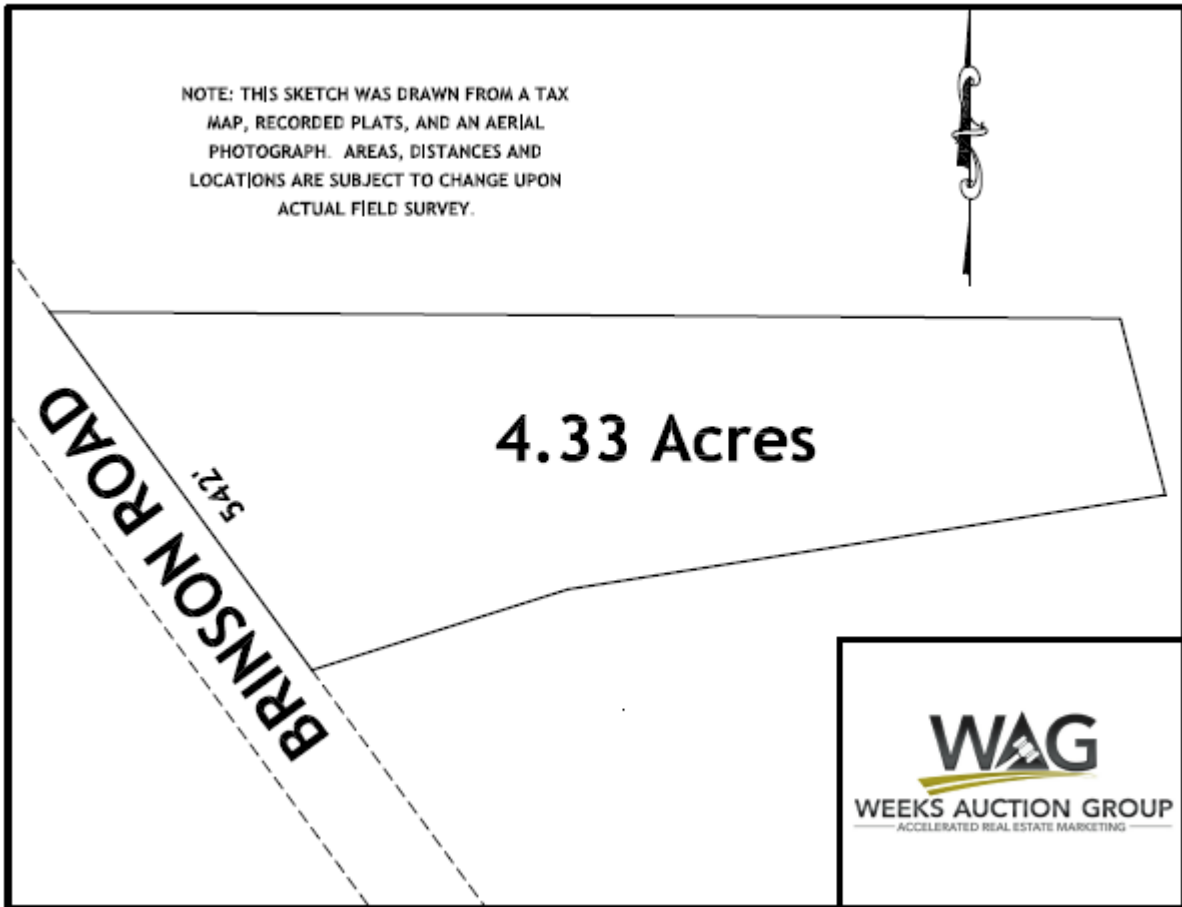 NOTE: THIS SKETCH WAS DRAWN FROM A TAX
MAP, RECORDED PLATS, AND AN AERIAL
PHOTOGRAPH. AREAS, DISTANCES AND
LOCATIONS ARE SUBJECT TO CHANGE UPON
ACTUAL FIELD SURVEY.
4.33 Acres
542'
BRINSON ROAD
WAG
WEEKS AUCTION GROUP
ACCELERATED REAL ESTATE MARKETING